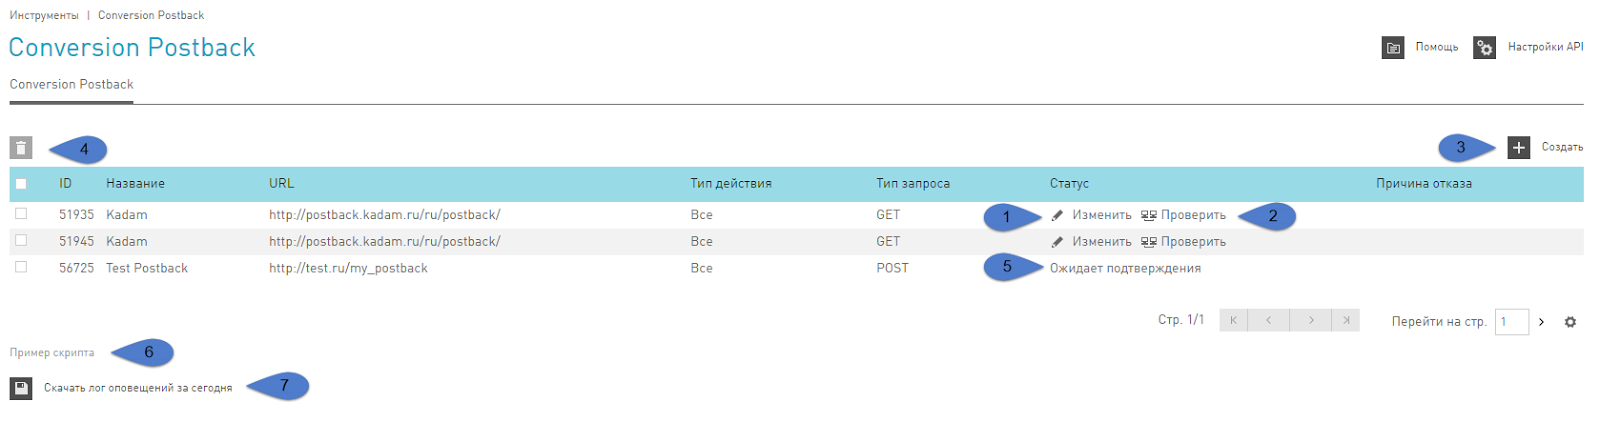 Инструменты | Conversion Postback
Conversion Postback
Помощь Настройки API
Conversion Postback
4 3 Создать
ID Название URL Тип действия Тип запроса Статус Причина отказа
51935 Kadam http://postback.kadam.ru/ru/postback/ Все GET 1 Изменить Проверить 2
51945 Kadam http://postback.kadam.ru/ru/postback/ Все GET Изменить Проверить
56725 Test Postback http://test.ru/my_postback Все POST 5 Ожидает подтверждения
Стр. 1/1 Перейти на стр. 1
Пример скрипта 6
Скачать лог оповещений за сегодня 7